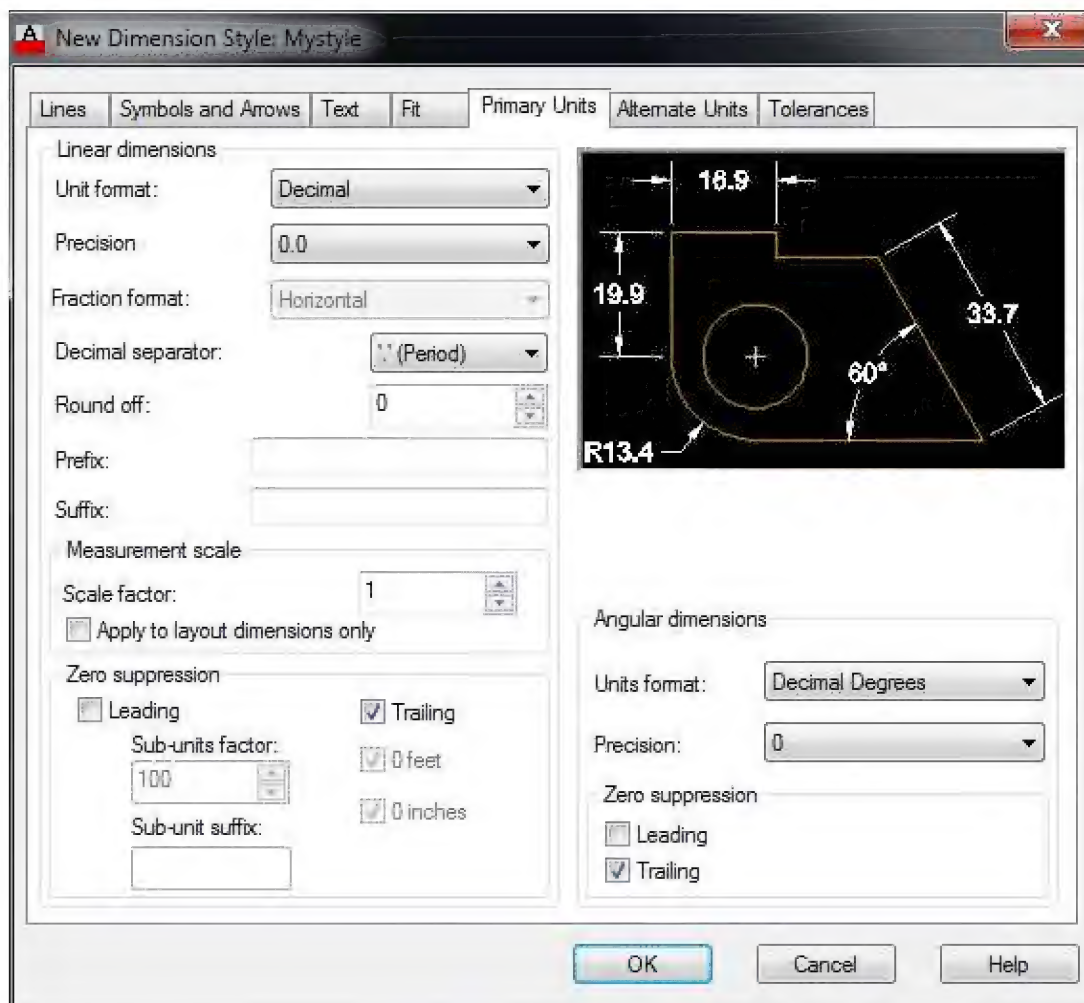 New Dimension Style: Mystyle
Lines Symbols and Arrows Text Fit Primary Units Alternate Units Tolerances
Linear dimensions
Unit format: Decimal
Precision 0.0
Fraction format: Horizontal
Decimal separator: '.' (Period)
Round off: 0
Prefix:
Suffix:
Measurement scale
Scale factor: 1
Apply to layout dimensions only
Zero suppression
Leading
Trailing
Sub-units factor:
100
0 feet
0 inches
Sub-unit suffix:
16.9
19.9
33.7
60°
R13.4
Angular dimensions
Units format: Decimal Degrees
Precision: 0
Zero suppression
Leading
Trailing
OK Cancel Help